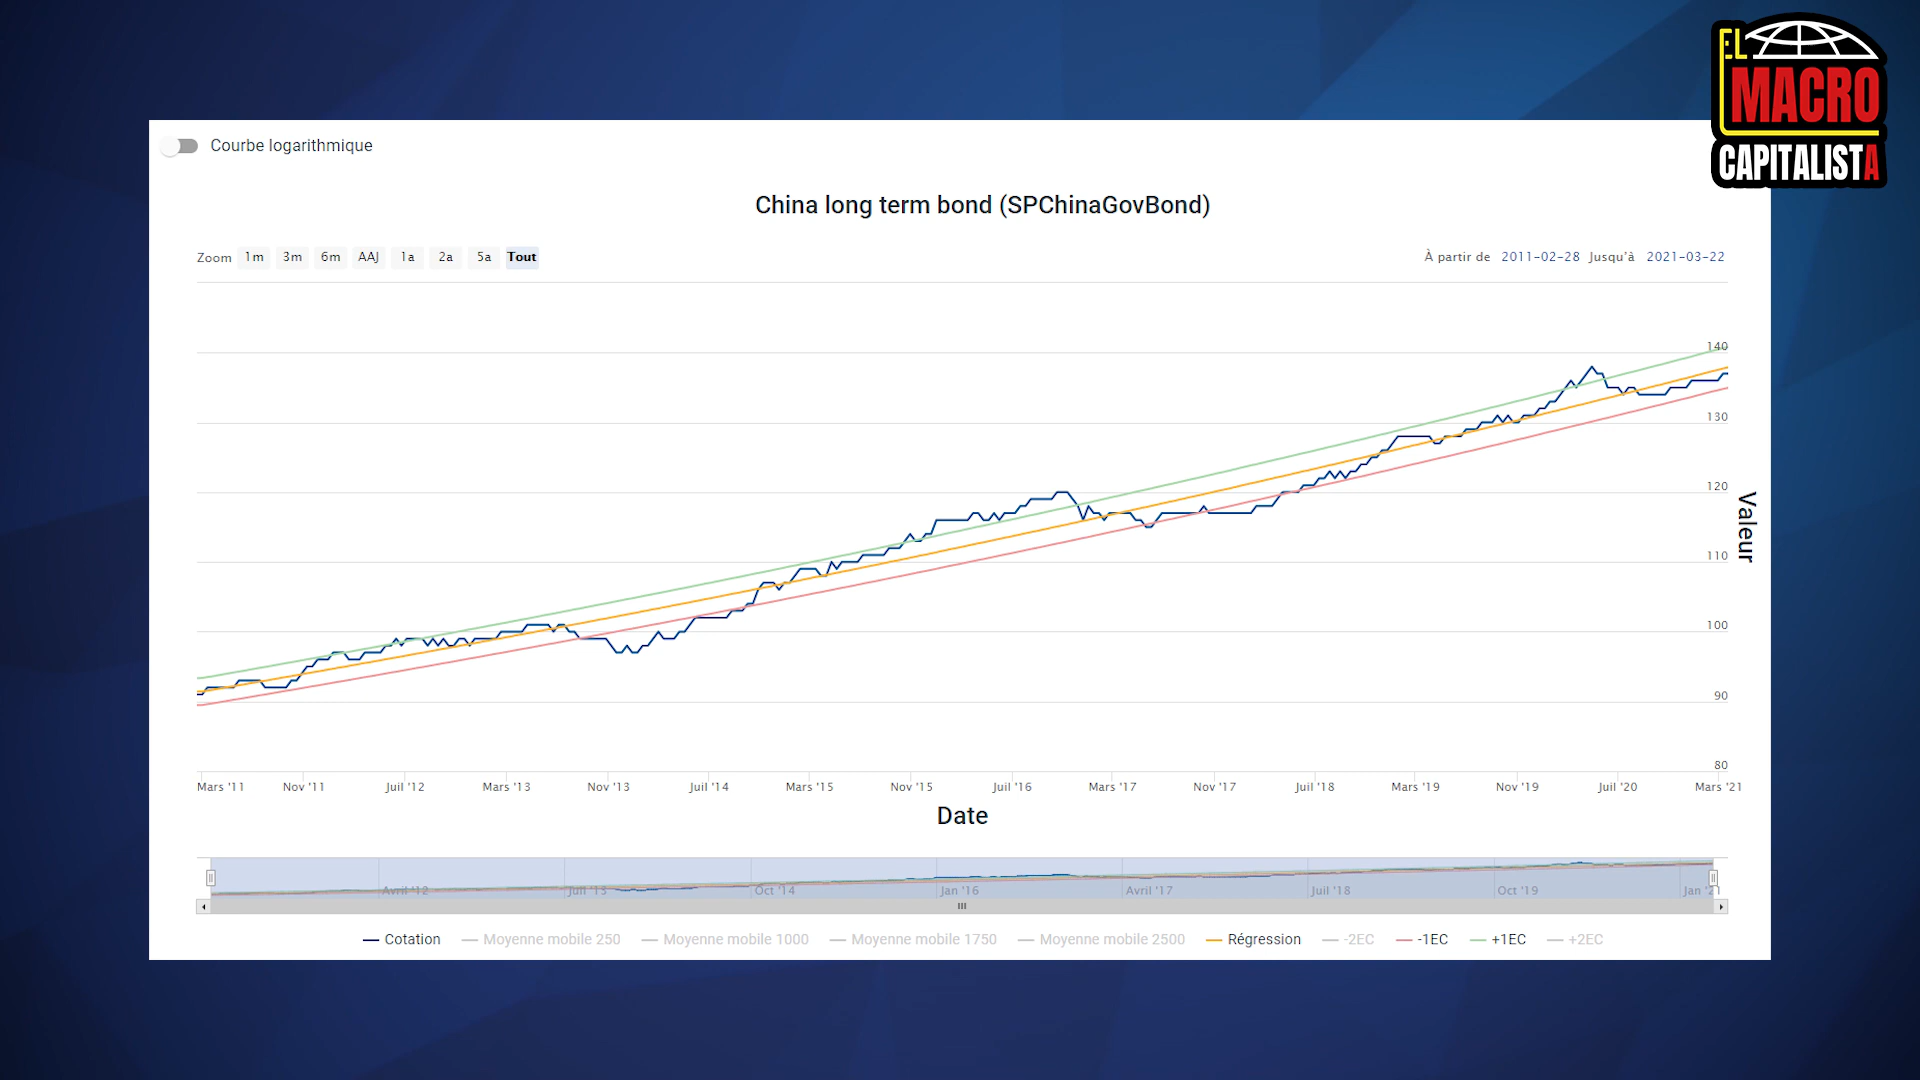 EL
MACRO
CAPITALISTA
Courbe logarithmique
China long term bond (SPChinaGovBond)
Zoom 1m 3m 6m AAJ 1a 2a 5a Tout
À partir de 2011-02-28 Jusqu'à 2021-03-22
140
130
120
110
100
90
80
Valeur
Mars '11 Nov '11 Juil '12 Mars '13 Nov '13 Juil '14 Mars '15 Nov '15 Juil '16 Mars '17 Nov '17 Juil '18 Mars '19 Nov '19 Juil '20 Mars '21
Date
Avril '12 Juil '13 Oct '14 Jan '16 Avril '17 Juil '18 Oct '19 Jan '21
Cotation Moyenne mobile 250 Moyenne mobile 1000 Moyenne mobile 1750 Moyenne mobile 2500 Régression -2EC -1EC +1EC +2EC